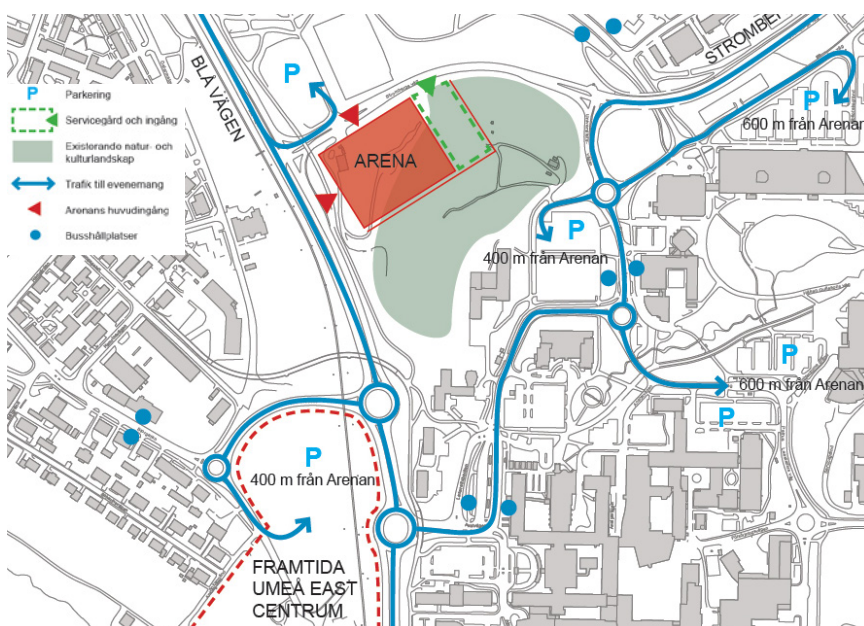 BLÅ VÄGEN
STROMBE
P
P
P Parkering
Servicegård och ingång
Existerande natur- och
kulturlandskap
Trafik till evenemang
Arenans huvudingång
Busshållplatser
600 m från Arenan
ARENA
P
400 m från Arenan
P
600 m från Arenan
P
P
400 m från Arenan
FRAMTIDA
UMEÅ EAST
CENTRUM